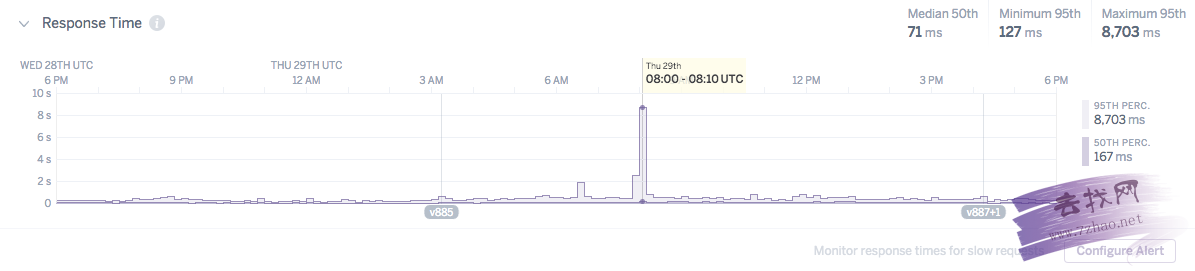 Response Time
Median 50th
71 ms
Minimum 95th
127 ms
Maximum 95th
8,703 ms
WED 28TH UTC
THU 29TH UTC
6 PM
9 PM
12 AM
3 AM
6 AM
Thu 29th
08:00 - 08:10 UTC
12 PM
3 PM
6 PM
10 s
8 s
6 s
4 s
2 s
0
95TH PERC.
8,703 ms
50TH PERC.
167 ms
v885
v887+1
去找网
www.7zhao.net
Monitor response times for slow requests
Configure Alert